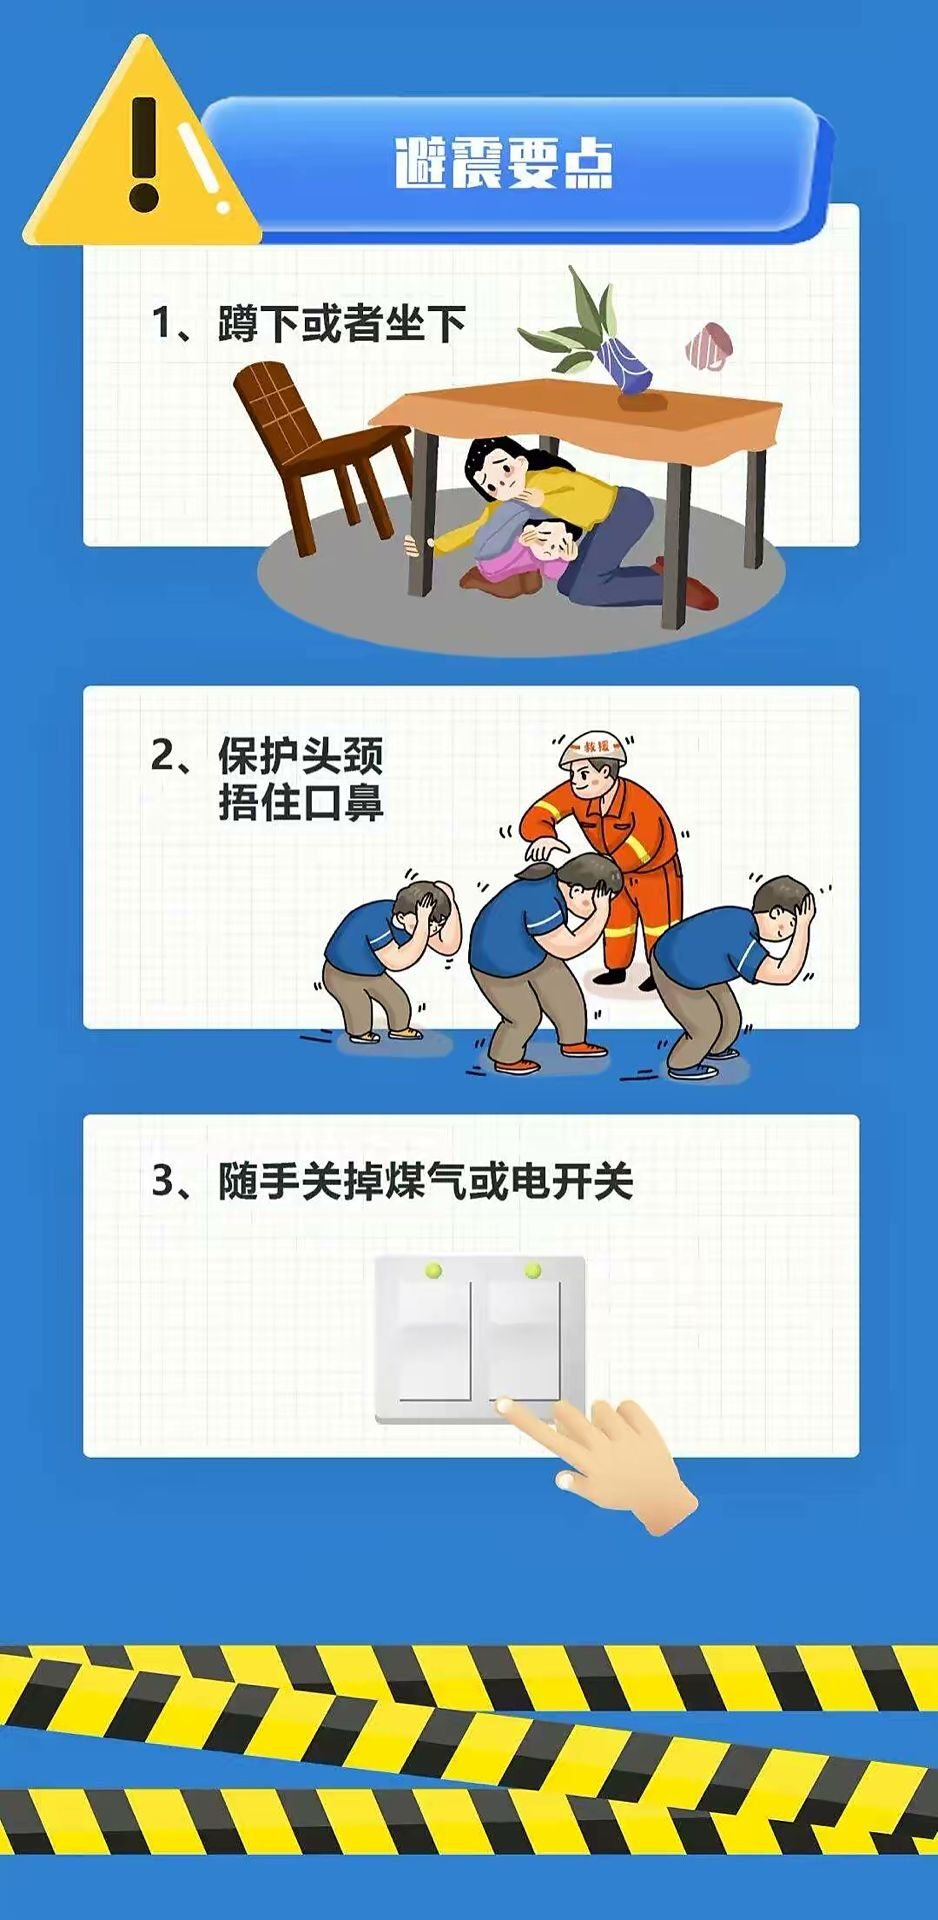 避震要点
1、蹲下或者坐下
2、保护头颈
捂住口鼻
救援
3、随手关掉煤气或电开关